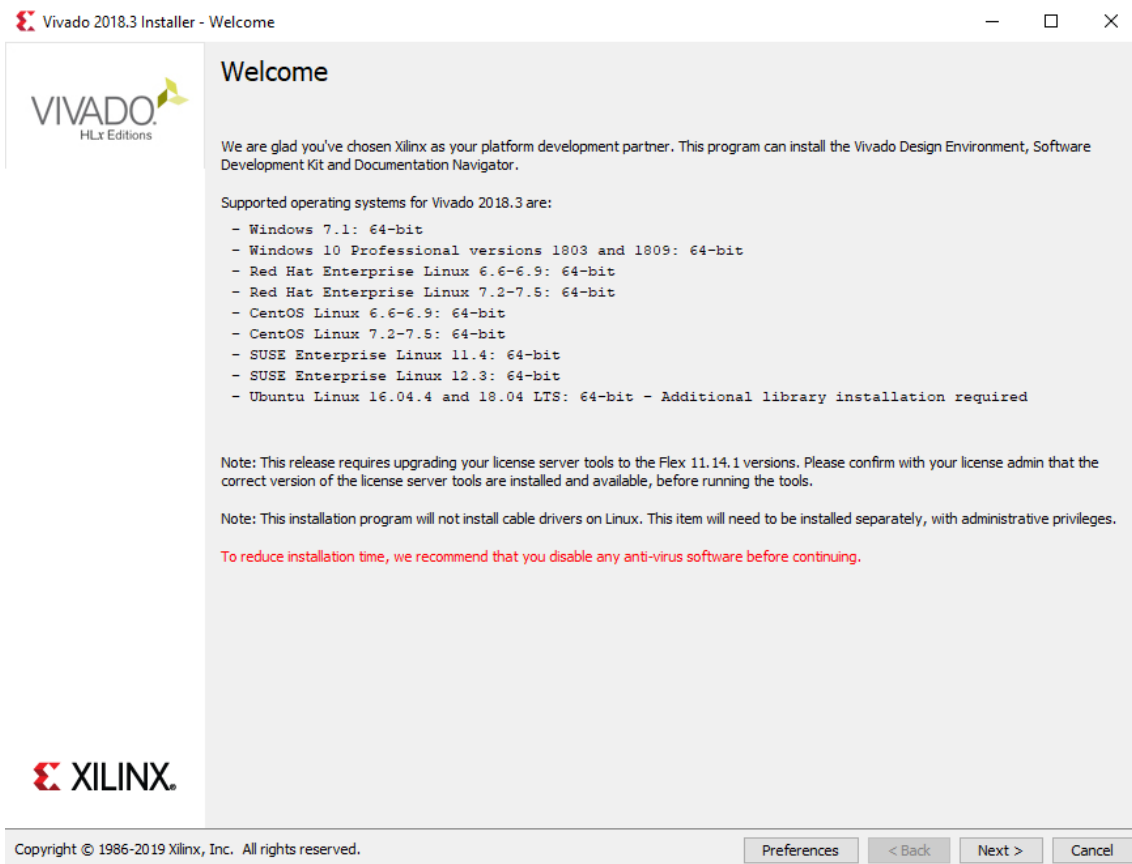 Vivado 2018.3 Installer - Welcome
VIVADO.
HLx Editions
Welcome
We are glad you've chosen Xilinx as your platform development partner. This program can install the Vivado Design Environment, Software
Development Kit and Documentation Navigator.
Supported operating systems for Vivado 2018.3 are:
- Windows 7.1: 64-bit
- Windows 10 Professional versions 1803 and 1809: 64-bit
- Red Hat Enterprise Linux 6.6-6.9: 64-bit
- Red Hat Enterprise Linux 7.2-7.5: 64-bit
- CentOS Linux 6.6-6.9: 64-bit
- CentOS Linux 7.2-7.5: 64-bit
- SUSE Enterprise Linux 11.4: 64-bit
- SUSE Enterprise Linux 12.3: 64-bit
- Ubuntu Linux 16.04.4 and 18.04 LTS: 64-bit - Additional library installation required
Note: This release requires upgrading your license server tools to the Flex 11.14.1 versions. Please confirm with your license admin that the
correct version of the license server tools are installed and available, before running the tools.
Note: This installation program will not install cable drivers on Linux. This item will need to be installed separately, with administrative privileges.
To reduce installation time, we recommend that you disable any anti-virus software before continuing.
XILINX.
Copyright © 1986-2019 Xilinx, Inc. All rights reserved.
Preferences < Back Next > Cancel